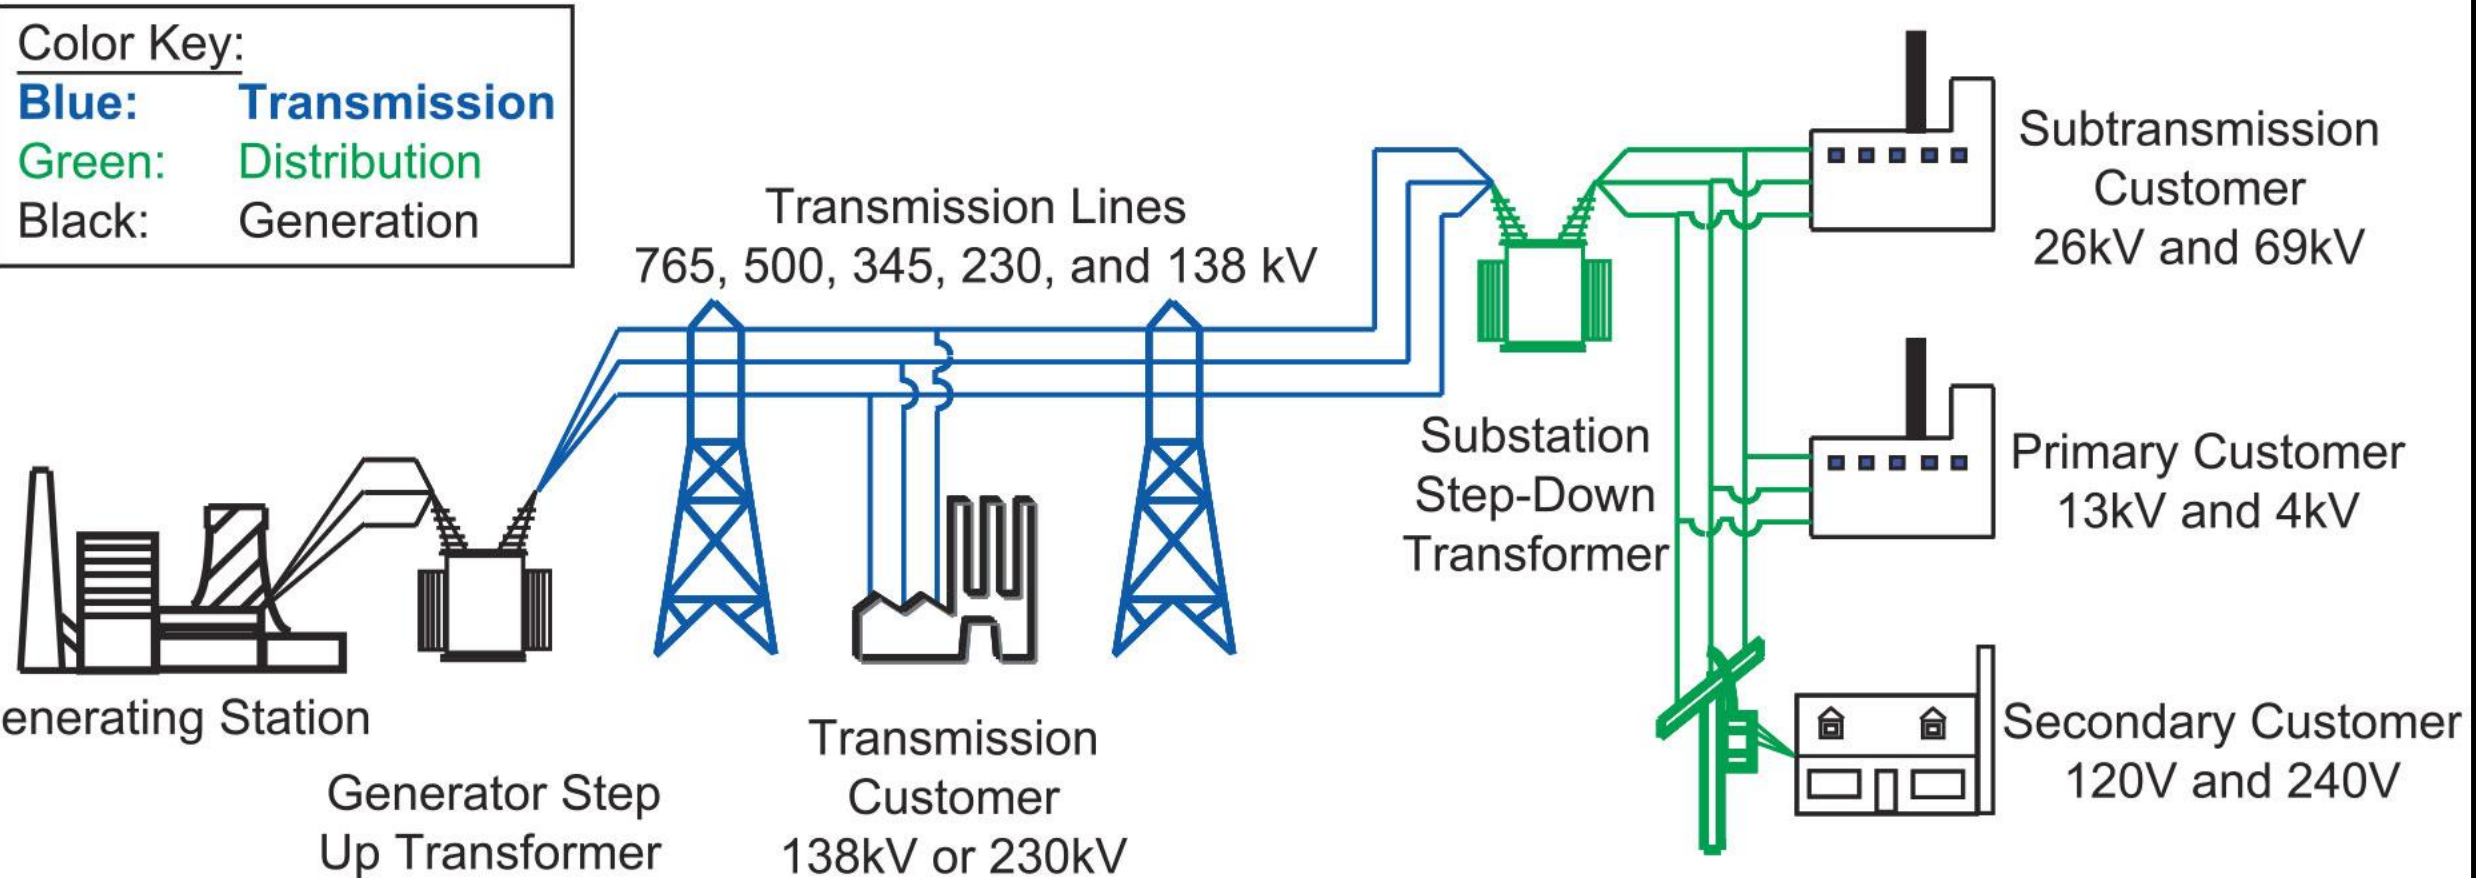 Color Key:
Blue: Transmission
Green: Distribution
Black: Generation
Transmission Lines
765, 500, 345, 230, and 138 kV
Subtransmission
Customer
26kV and 69kV
Substation
Step-Down
Transformer
Primary Customer
13kV and 4kV
enerating Station
Generator Step
Up Transformer
Transmission
Customer
138kV or 230kV
Secondary Customer
120V and 240V